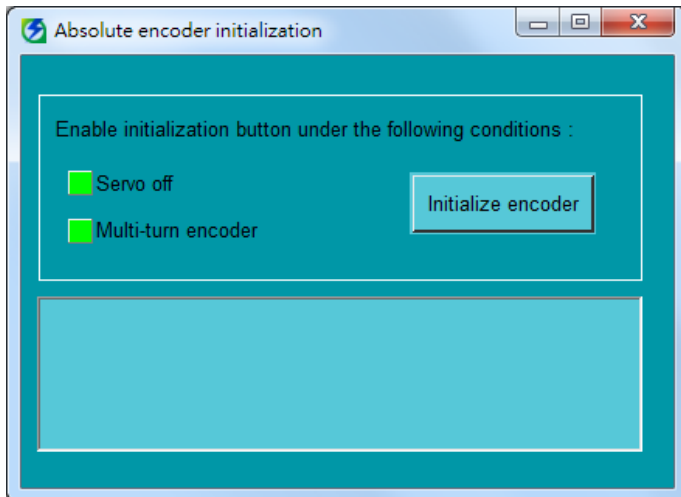 Absolute encoder initialization
Enable initialization button under the following conditions :
Servo off
Initialize encoder
Multi-turn encoder